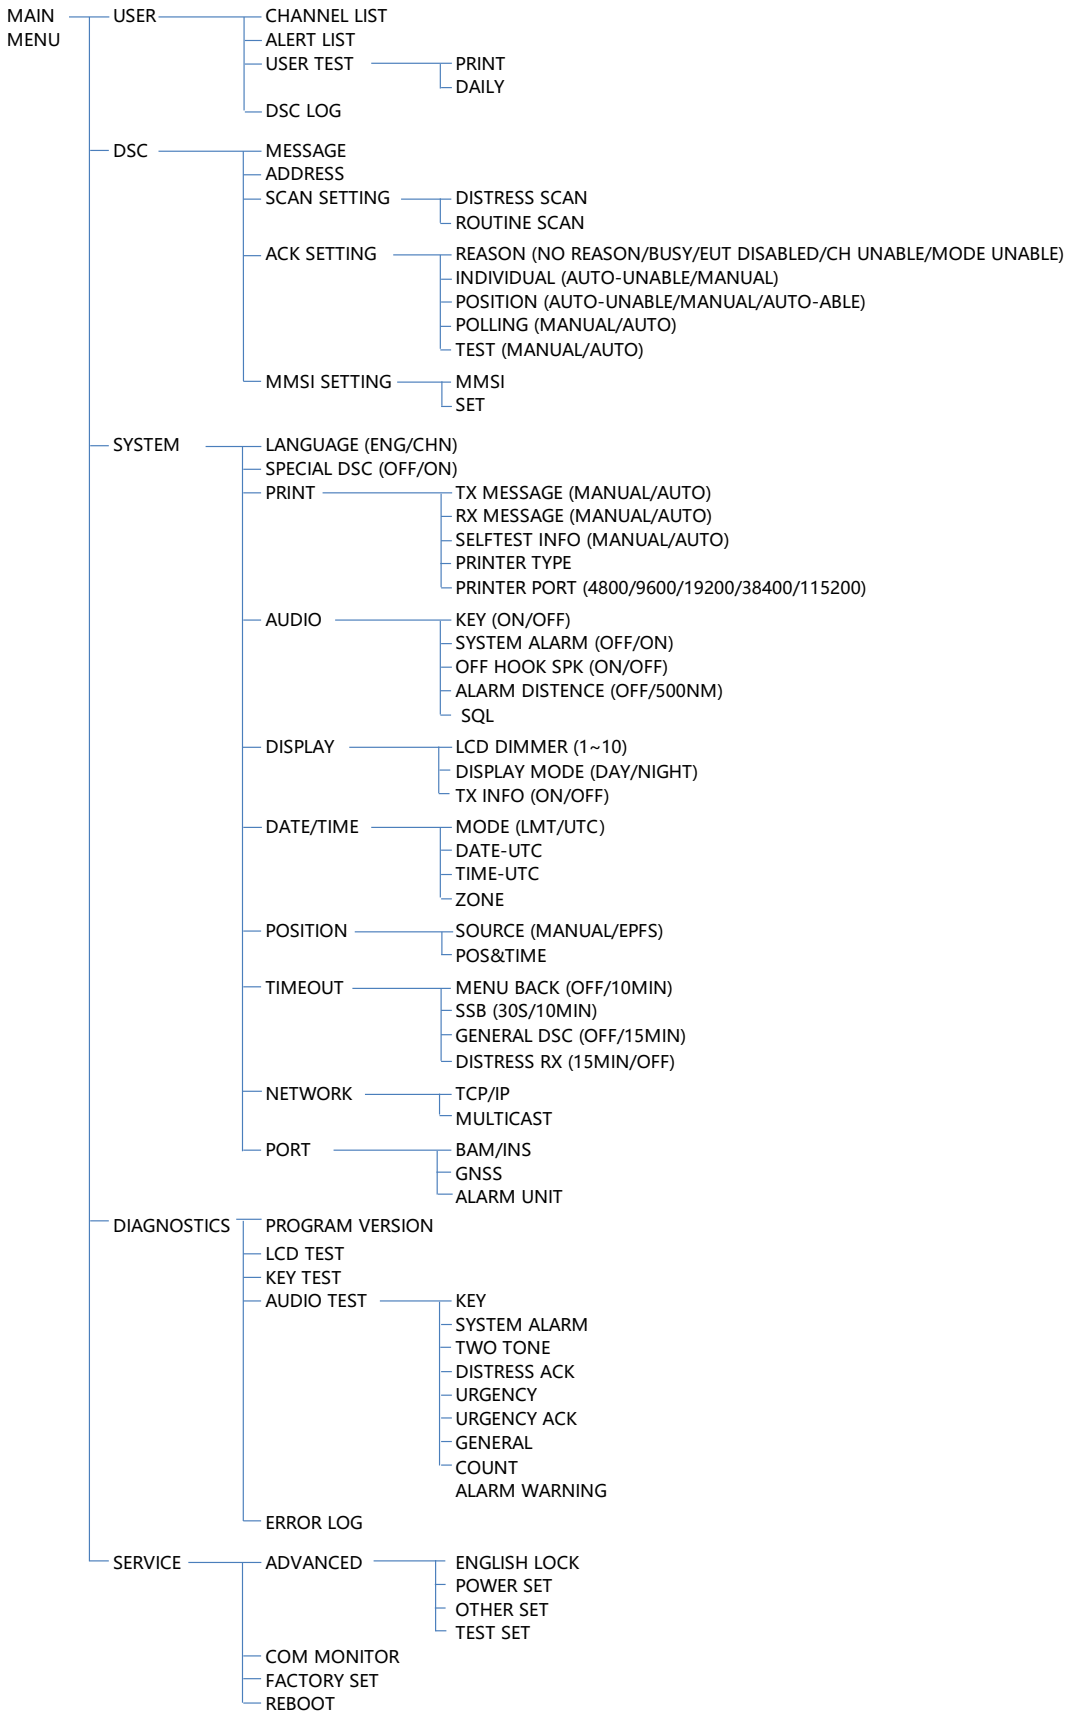 MAIN MENU
USER
CHANNEL LIST
ALERT LIST
USER TEST
PRINT
DAILY
DSC LOG
DSC
MESSAGE
ADDRESS
SCAN SETTING
DISTRESS SCAN
ROUTINE SCAN
ACK SETTING
REASON (NO REASON/BUSY/EUT DISABLED/CH UNABLE/MODE UNABLE)
INDIVIDUAL (AUTO-UNABLE/MANUAL)
POSITION (AUTO-UNABLE/MANUAL/AUTO-ABLE)
POLLING (MANUAL/AUTO)
TEST (MANUAL/AUTO)
MMSI SETTING
MMSI
SET
SYSTEM
LANGUAGE (ENG/CHN)
SPECIAL DSC (OFF/ON)
PRINT
TX MESSAGE (MANUAL/AUTO)
RX MESSAGE (MANUAL/AUTO)
SELFTEST INFO (MANUAL/AUTO)
PRINTER TYPE
PRINTER PORT (4800/9600/19200/38400/115200)
AUDIO
KEY (ON/OFF)
SYSTEM ALARM (OFF/ON)
OFF HOOK SPK (ON/OFF)
ALARM DISTENCE (OFF/500NM)
SQL
DISPLAY
LCD DIMMER (1~10)
DISPLAY MODE (DAY/NIGHT)
TX INFO (ON/OFF)
DATE/TIME
MODE (LMT/UTC)
DATE-UTC
TIME-UTC
ZONE
POSITION
SOURCE (MANUAL/EPFS)
POS&TIME
TIMEOUT
MENU BACK (OFF/10MIN)
SSB (30S/10MIN)
GENERAL DSC (OFF/15MIN)
DISTRESS RX (15MIN/OFF)
NETWORK
TCP/IP
MULTICAST
PORT
BAM/INS
GNSS
ALARM UNIT
DIAGNOSTICS
PROGRAM VERSION
LCD TEST
KEY TEST
AUDIO TEST
KEY
SYSTEM ALARM
TWO TONE
DISTRESS ACK
URGENCY
URGENCY ACK
GENERAL
COUNT
ALARM WARNING
ERROR LOG
SERVICE
ADVANCED
ENGLISH LOCK
POWER SET
OTHER SET
TEST SET
COM MONITOR
FACTORY SET
REBOOT